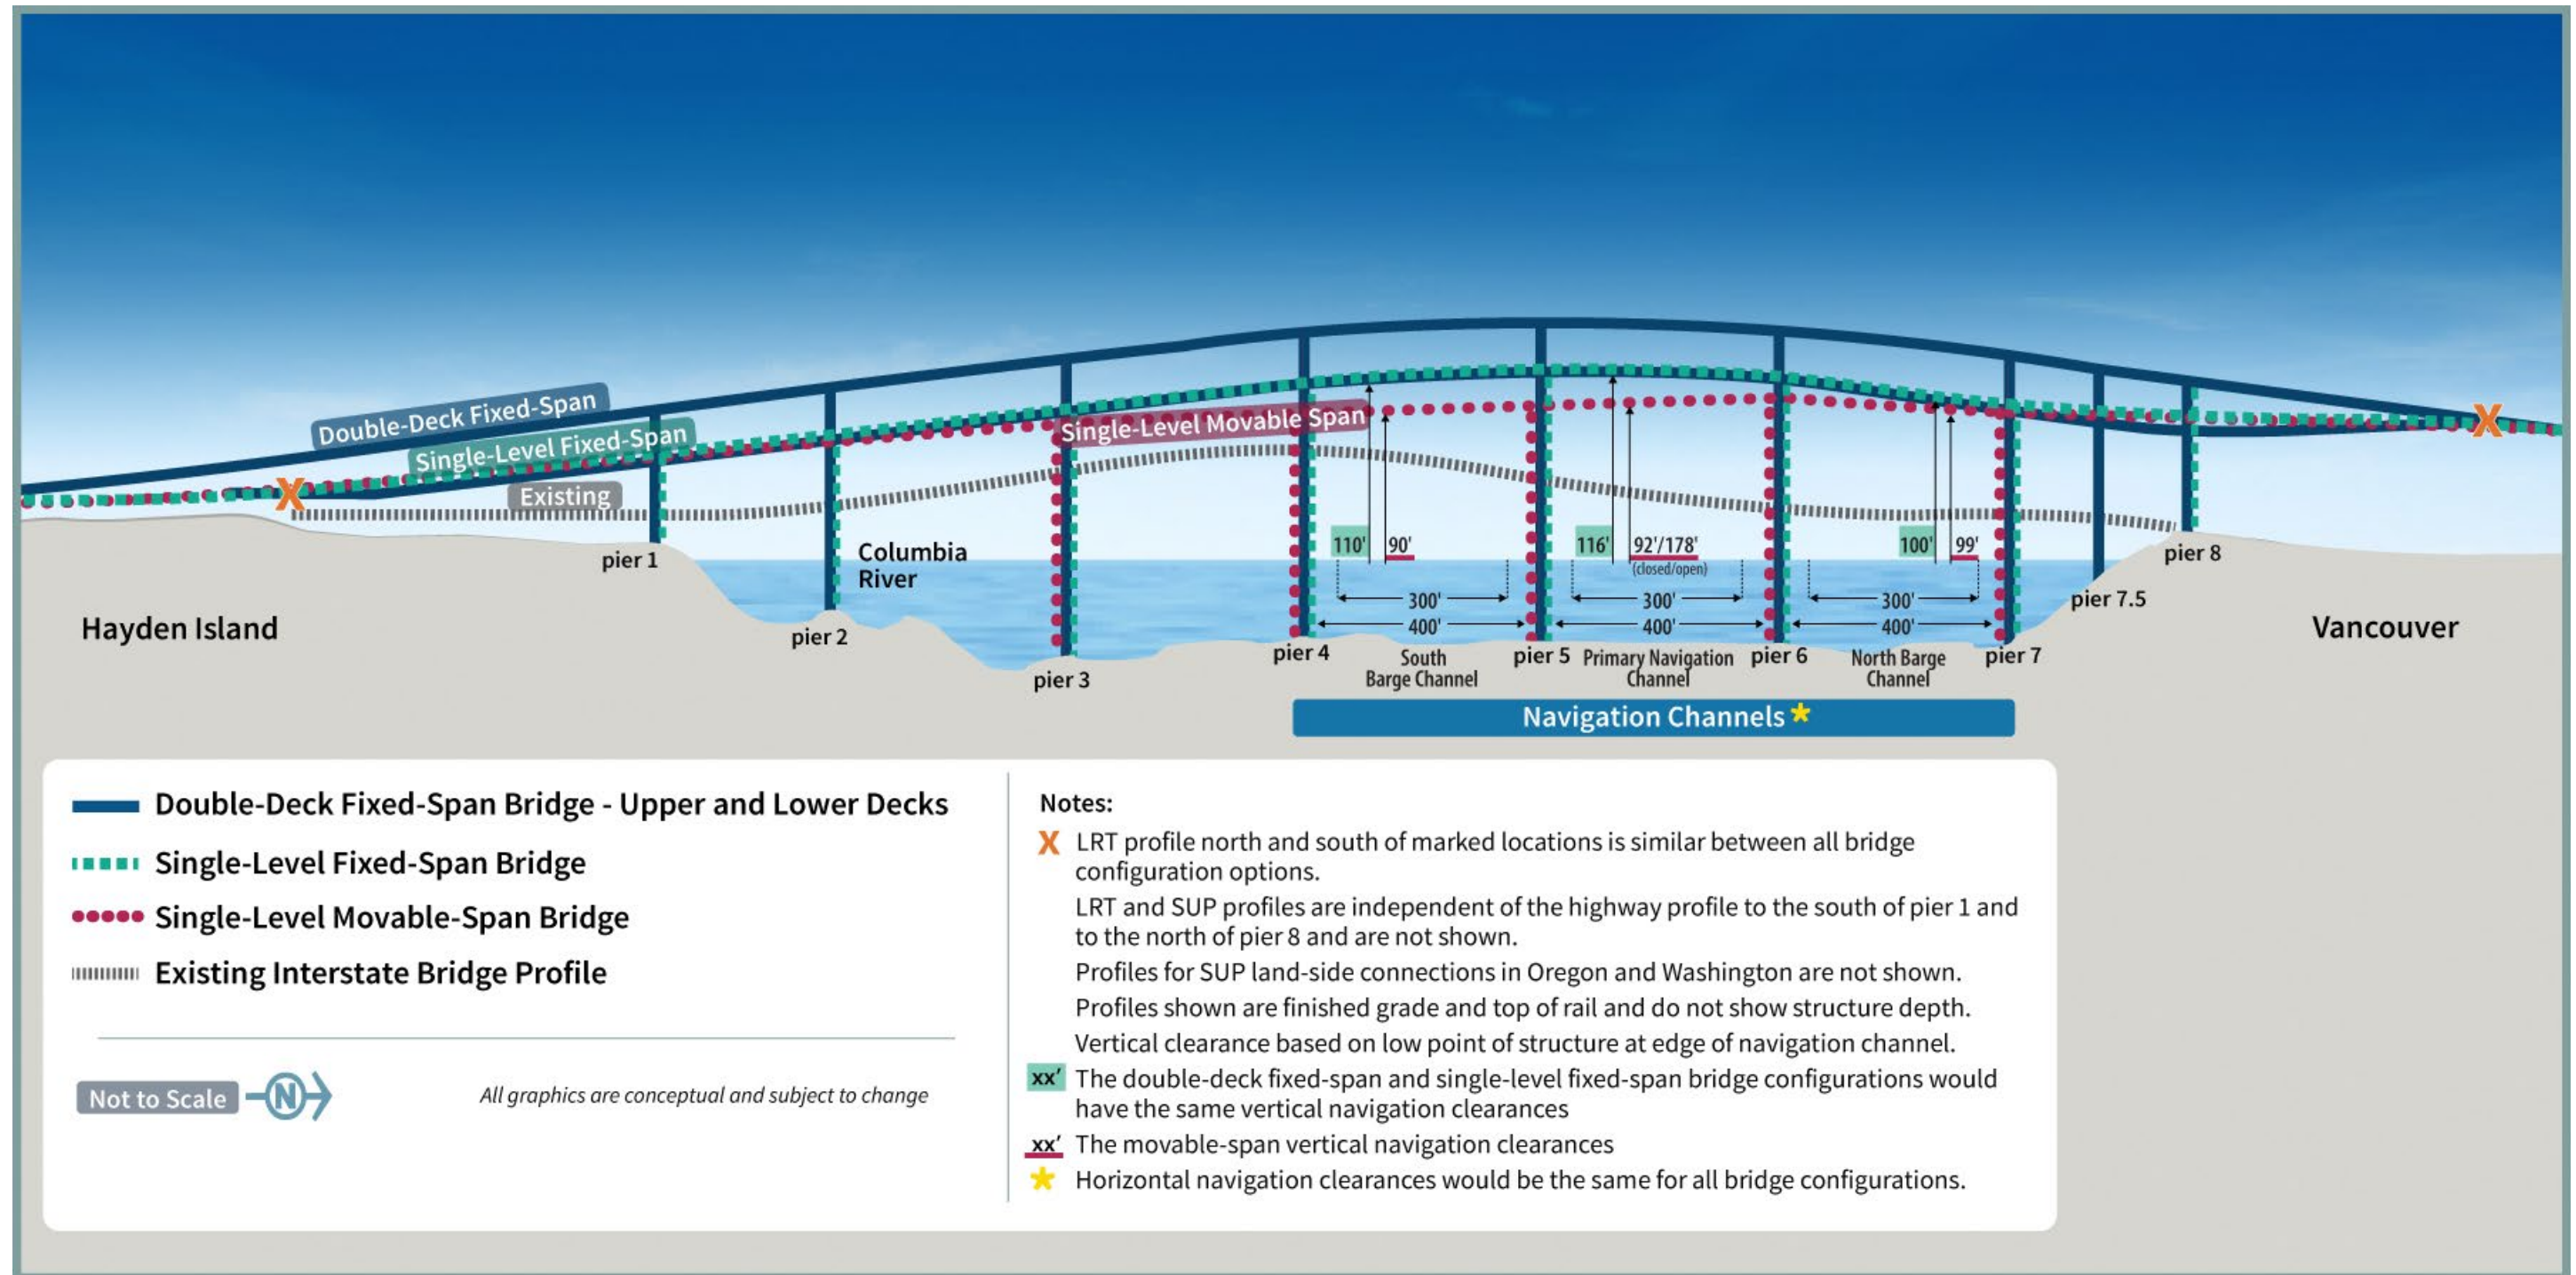 Double-Deck Fixed-Span
Single-Level Fixed-Span
Single-Level Movable Span
Existing
Columbia
River
110'
90'
116'
92'/178'
(closed/open)
100'
99'
300'
300'
300'
400'
400'
400'
pier 1
pier 2
pier 3
pier 4
pier 5
pier 6
pier 7
pier 7.5
pier 8
Hayden Island
Vancouver
South
Barge Channel
Primary Navigation
Channel
North Barge
Channel
Navigation Channels *
Double-Deck Fixed-Span Bridge - Upper and Lower Decks
Single-Level Fixed-Span Bridge
Single-Level Movable-Span Bridge
Existing Interstate Bridge Profile
Not to Scale
N
All graphics are conceptual and subject to change
Notes:
X LRT profile north and south of marked locations is similar between all bridge
configuration options.
LRT and SUP profiles are independent of the highway profile to the south of pier 1 and
to the north of pier 8 and are not shown.
Profiles for SUP land-side connections in Oregon and Washington are not shown.
Profiles shown are finished grade and top of rail and do not show structure depth.
Vertical clearance based on low point of structure at edge of navigation channel.
xx' The double-deck fixed-span and single-level fixed-span bridge configurations would
have the same vertical navigation clearances
xx' The movable-span vertical navigation clearances
* Horizontal navigation clearances would be the same for all bridge configurations.
X
X